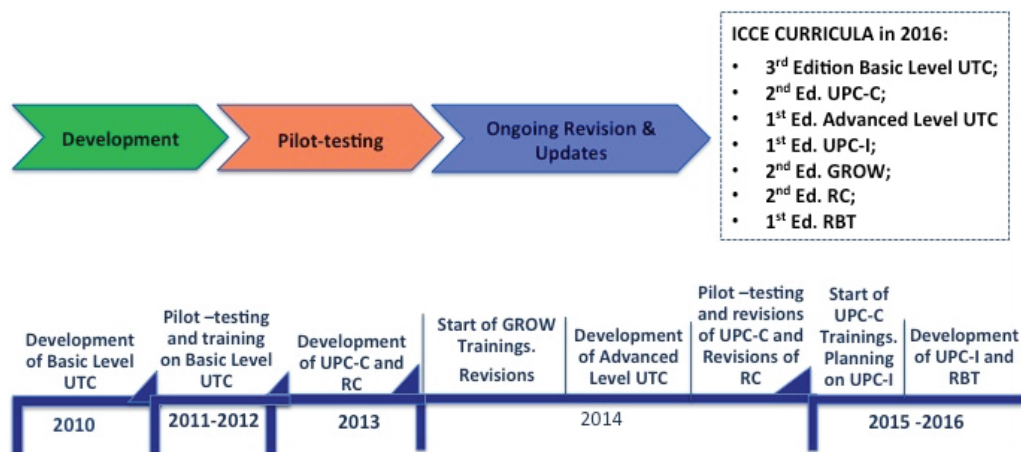 ICCE CURRICULA in 2016:
• 3rd Edition Basic Level UTC;
• 2nd Ed. UPC-C;
• 1st Ed. Advanced Level UTC
• 1st Ed. UPC-I;
• 2nd Ed. GROW;
• 2nd Ed. RC;
• 1st Ed. RBT
Development
Pilot-testing
Ongoing Revision &
Updates
Development
of Basic Level
UTC
Pilot –testing
and training
on Basic Level
UTC
Development
of UPC-C and
RC
Start of GROW
Trainings.
Revisions
Development
of Advanced
Level UTC
Pilot –testing
and revisions
of UPC-C and
Revisions of
RC
Start of
UPC-C
Trainings.
Planning
on UPC-I
Development
of UPC-I and
RBT
2010
2011-2012
2013
2014
2015 -2016